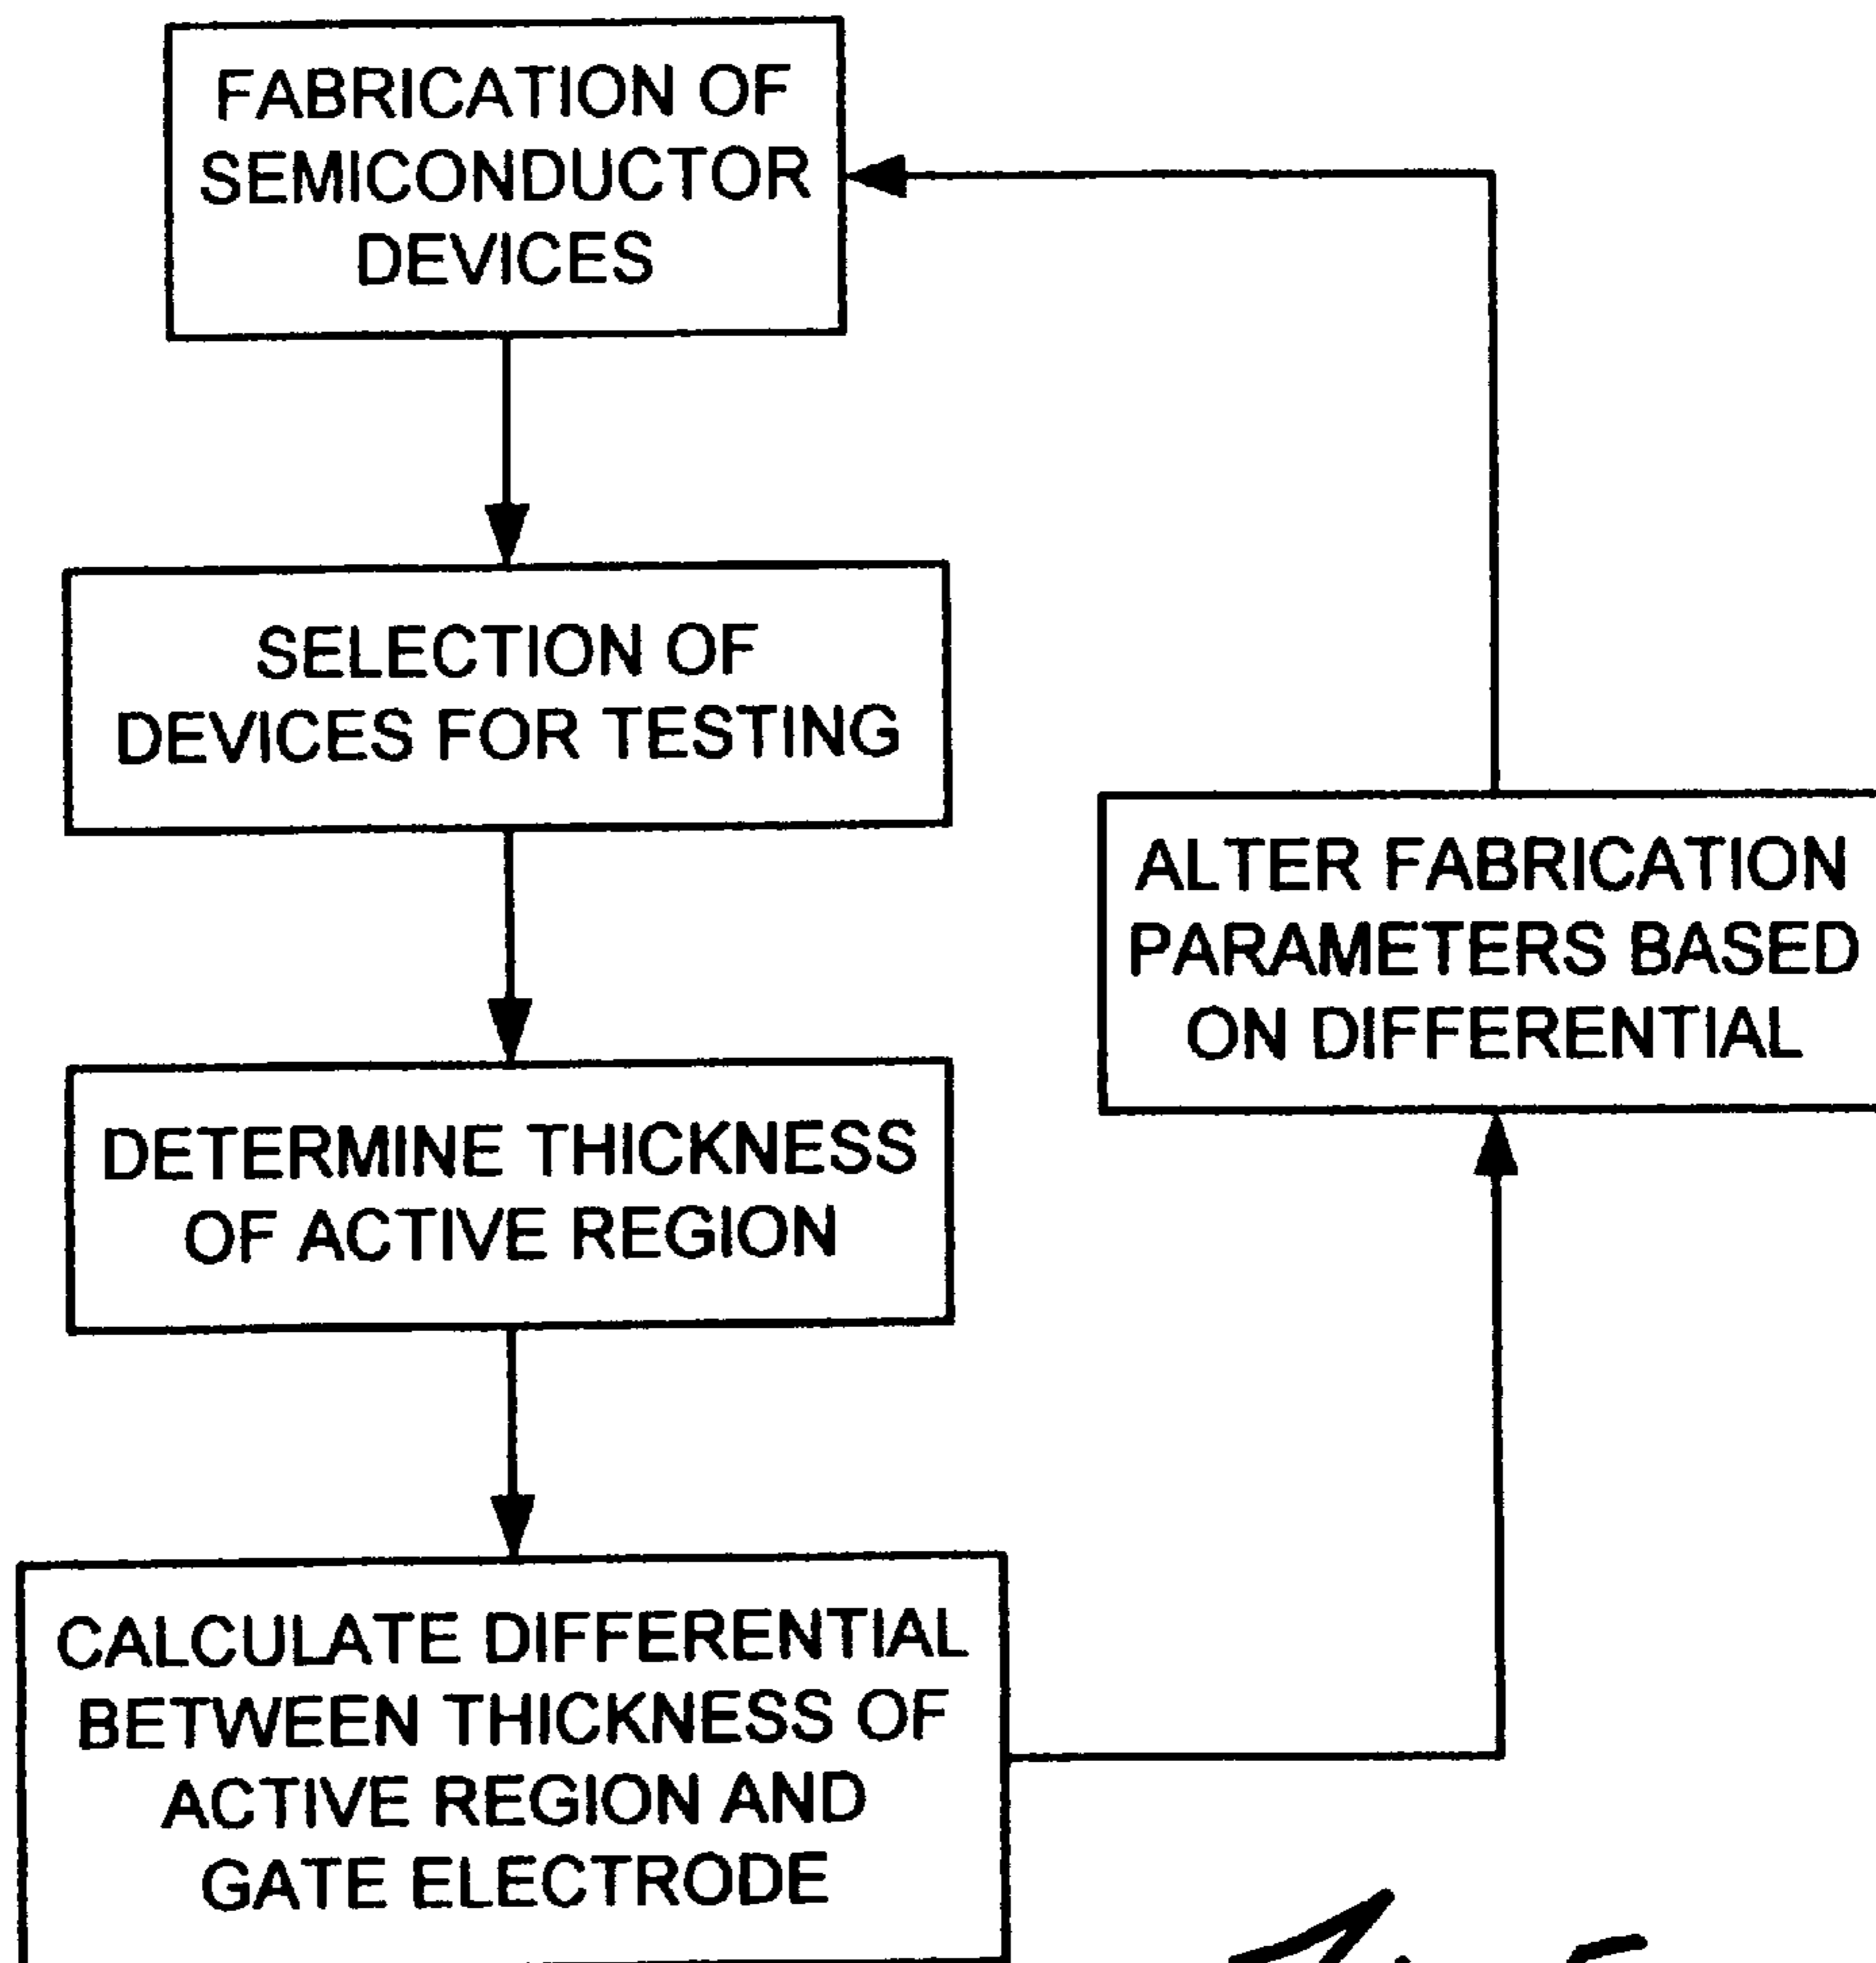 FABRICATION OF
SEMICONDUCTOR
DEVICES
SELECTION OF
DEVICES FOR TESTING
DETERMINE THICKNESS
OF ACTIVE REGION
CALCULATE DIFFERENTIAL
BETWEEN THICKNESS OF
ACTIVE REGION AND
GATE ELECTRODE
ALTER FABRICATION
PARAMETERS BASED
ON DIFFERENTIAL